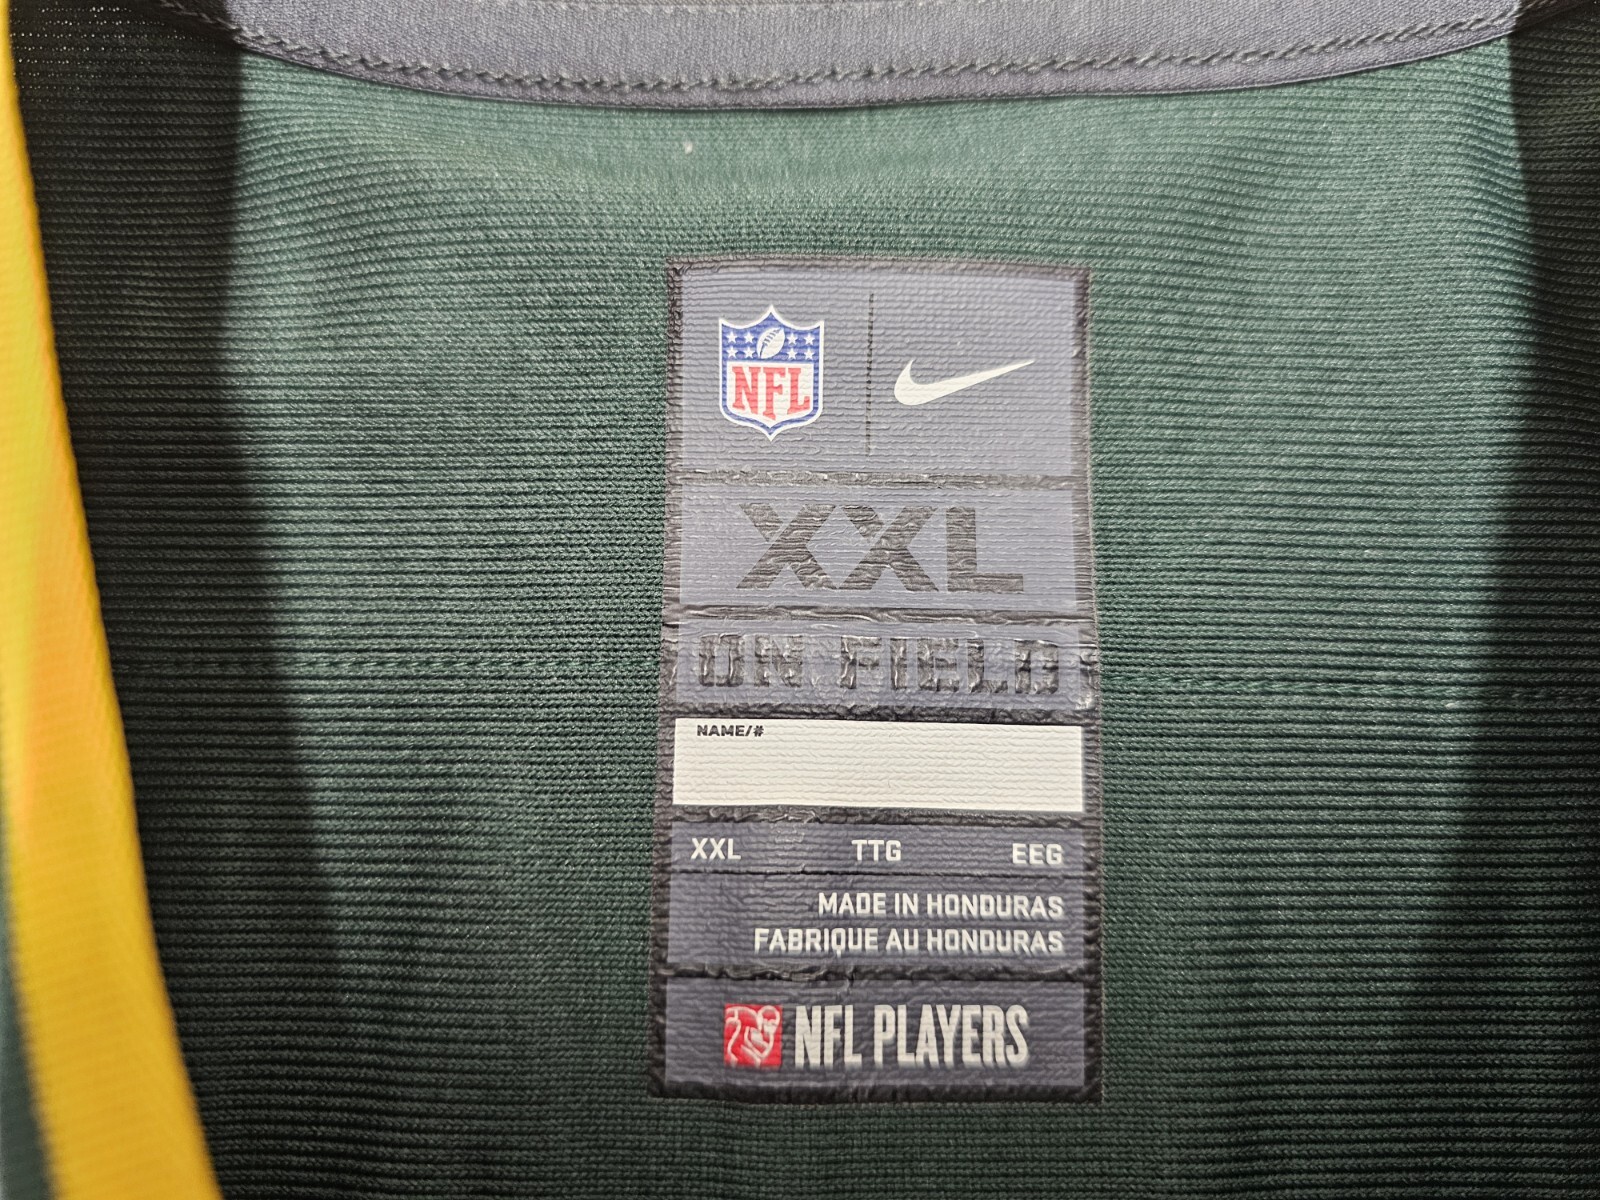 NFL
XXL
ON FIELD
NAME/#
XXL TTG EEG
MADE IN HONDURAS
FABRIQUE AU HONDURAS
NFL PLAYERS